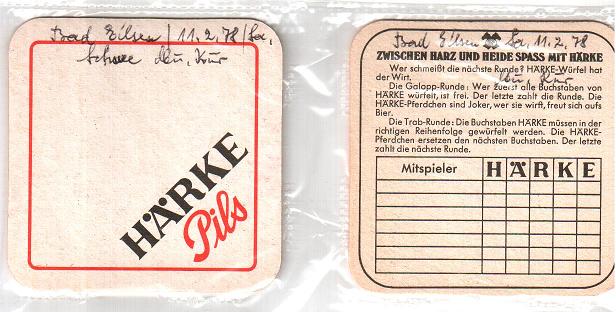 Bad Eilsen / 11.2.78 / Sa,
Kur
HÄRKE
Pils
Bad Eilsen Sa, 11.2.78
ZWISCHEN HARZ UND HEIDE SPASS MIT HÄRKE
Wer schmeißt die nächste Runde? HÄRKE-Würfel hat
der Wirt.
Kur
Die Galopp-Runde: Wer zuerst alle Buchstaben von
HÄRKE würfelt, ist frei. Der letzte zahlt die Runde. Die
HÄRKE-Pferdchen sind Joker, wer sie wirft, freut sich aufs
Bier.
Die Trab-Runde: Die Buchstaben HÄRKE müssen in der
richtigen Reihenfolge gewürfelt werden. Die HÄRKE-
Pferdchen ersetzen den nächsten Buchstaben. Der letzte
zahlt die nächste Runde.
Mitspieler H Ä R K E